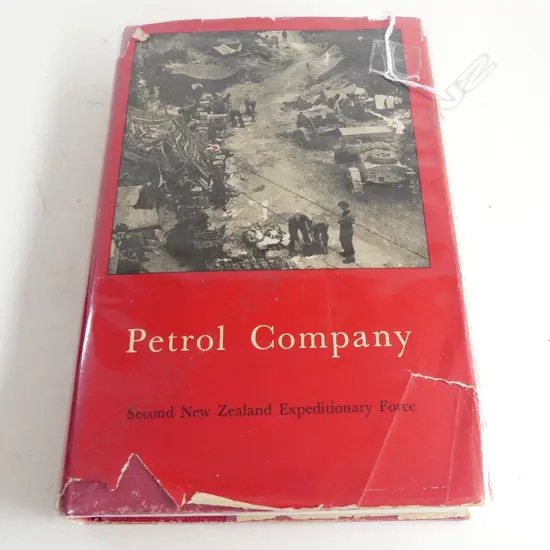 Petrol Company
Second New Zealand Expeditionary Force